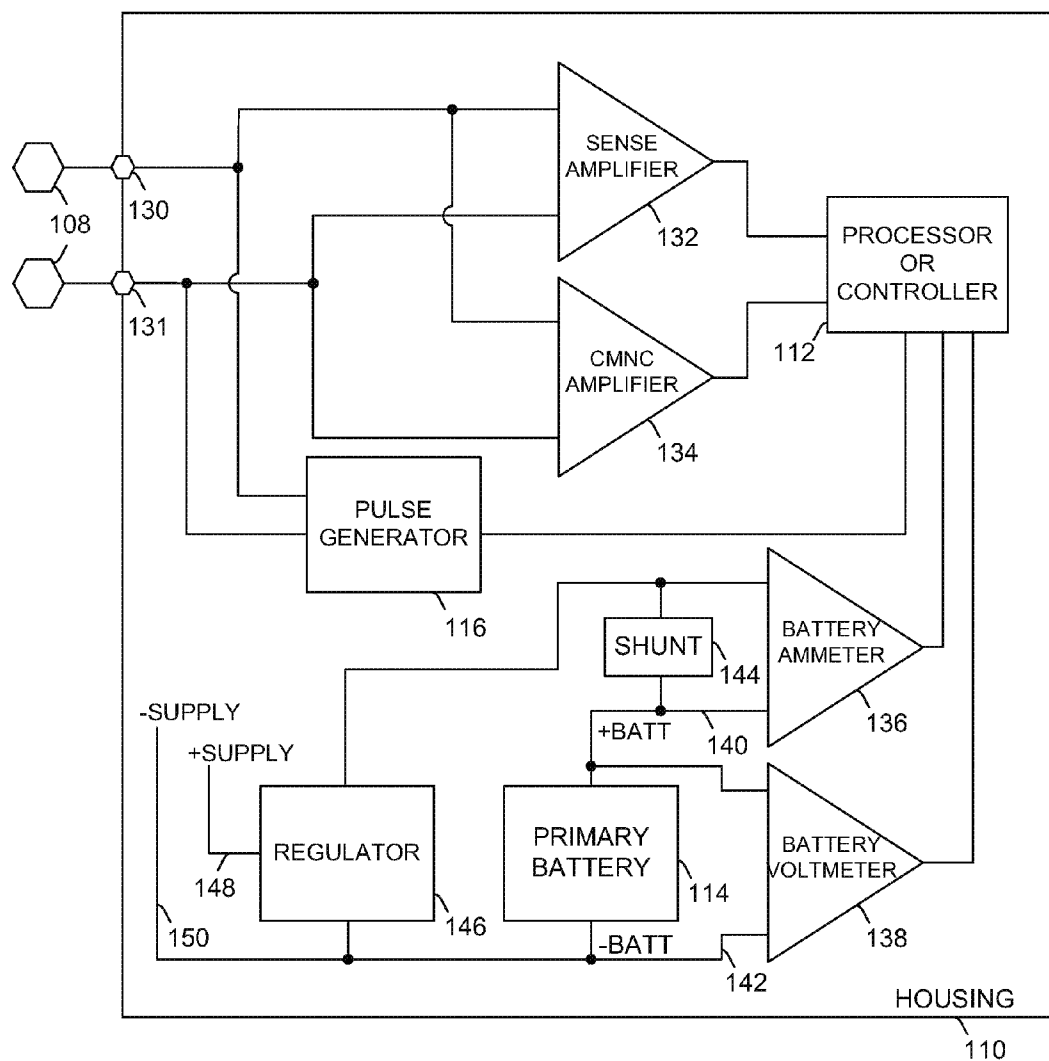 SENSE
AMPLIFIER
132
108
130
131
PROCESSOR
OR
CONTROLLER
112
CMNC
AMPLIFIER
134
PULSE
GENERATOR
116
SHUNT
144
BATTERY
AMMETER
136
-SUPPLY
+SUPPLY
+BATT
140
REGULATOR
148
146
150
PRIMARY
BATTERY
114
-BATT
142
BATTERY
VOLTMETER
138
HOUSING
110